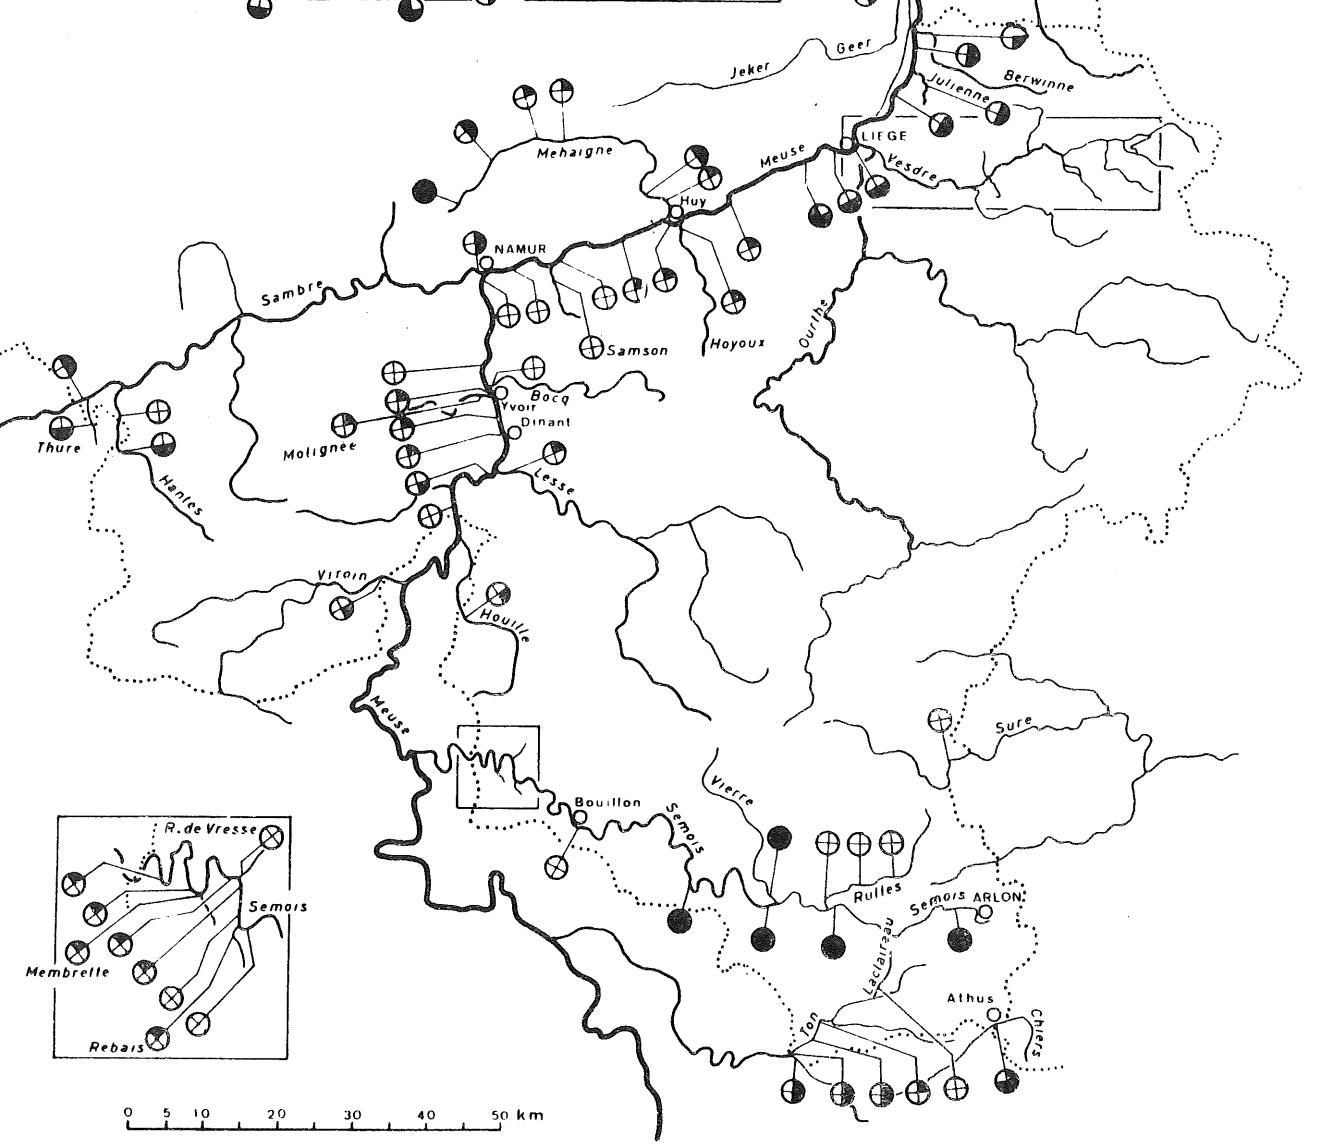 Geer
Jeker
Berwinne
Julienne
LIEGE
Mehaigne
Meuse
Vesdre
Huy
NAMUR
Sambre
Ourthe
Samson
Hoyoux
Bocq
Yvoir
Dinant
Molignée
Thure
Lesse
Hantes
Viroin
Houille
Meuse
Sure
Vierre
Bouillon
Semois
R. de Vresse
Rulles
Semois
ARLON
Semois
Laclaireau
Membrette
Athus
Ton
Chiers
Rebais
0 5 10 20 30 40 50 km